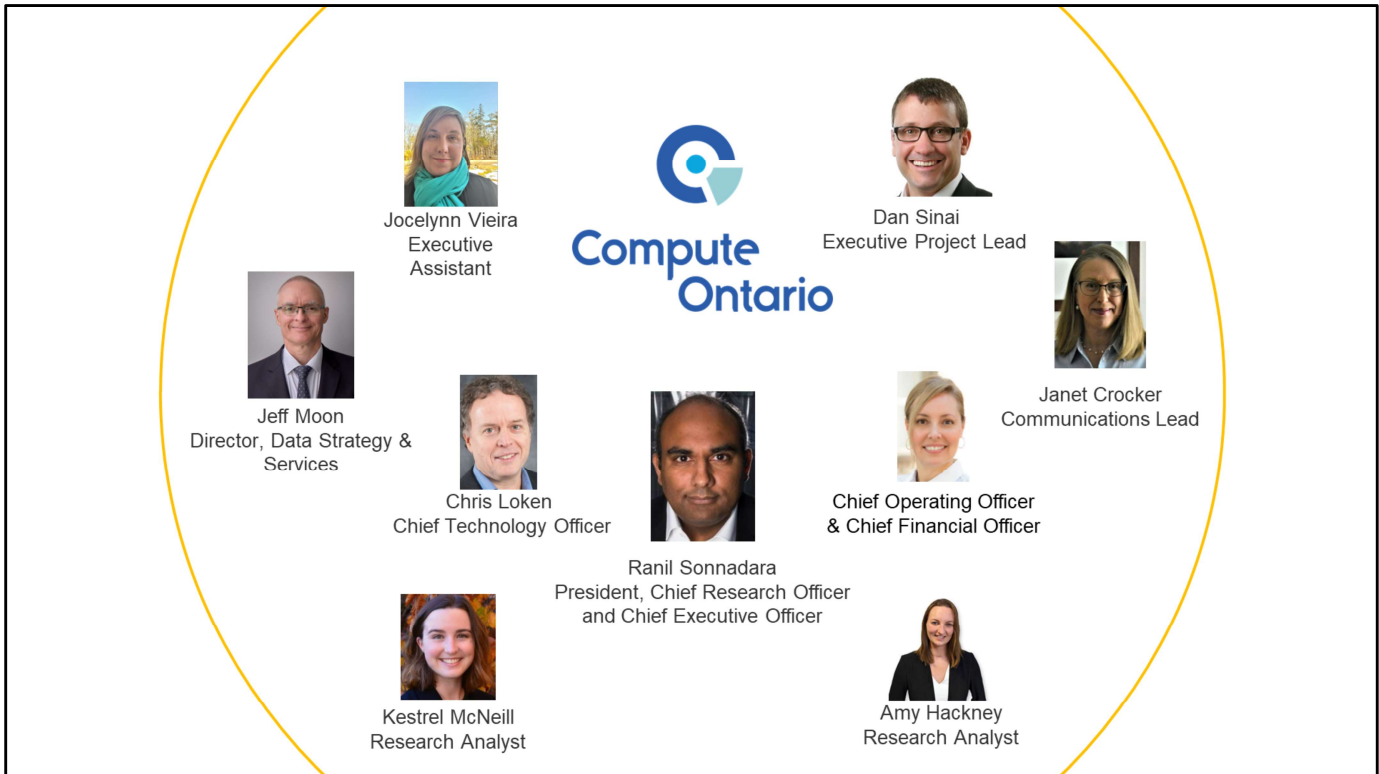 Jocelynn Vieira
Executive
Assistant
Compute
Ontario
Dan Sinai
Executive Project Lead
Jeff Moon
Director, Data Strategy &
Services
Janet Crocker
Communications Lead
Chris Loken
Chief Technology Officer
Chief Operating Officer
& Chief Financial Officer
Ranil Sonnadara
President, Chief Research Officer
and Chief Executive Officer
Kestrel McNeill
Research Analyst
Amy Hackney
Research Analyst